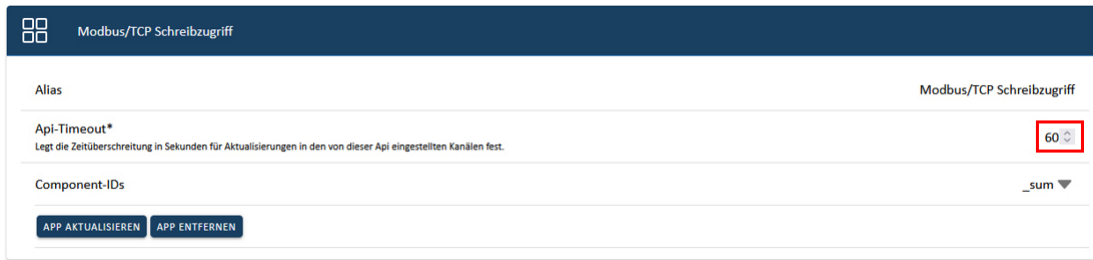 Modbus/TCP Schreibzugriff
Alias
Modbus/TCP Schreibzugriff
Api-Timeout*
Legt die Zeitüberschreitung in Sekunden für Aktualisierungen in den von dieser Api eingestellten Kanälen fest.
60
Component-IDs
_sum
APP AKTUALISIEREN
APP ENTFERNEN